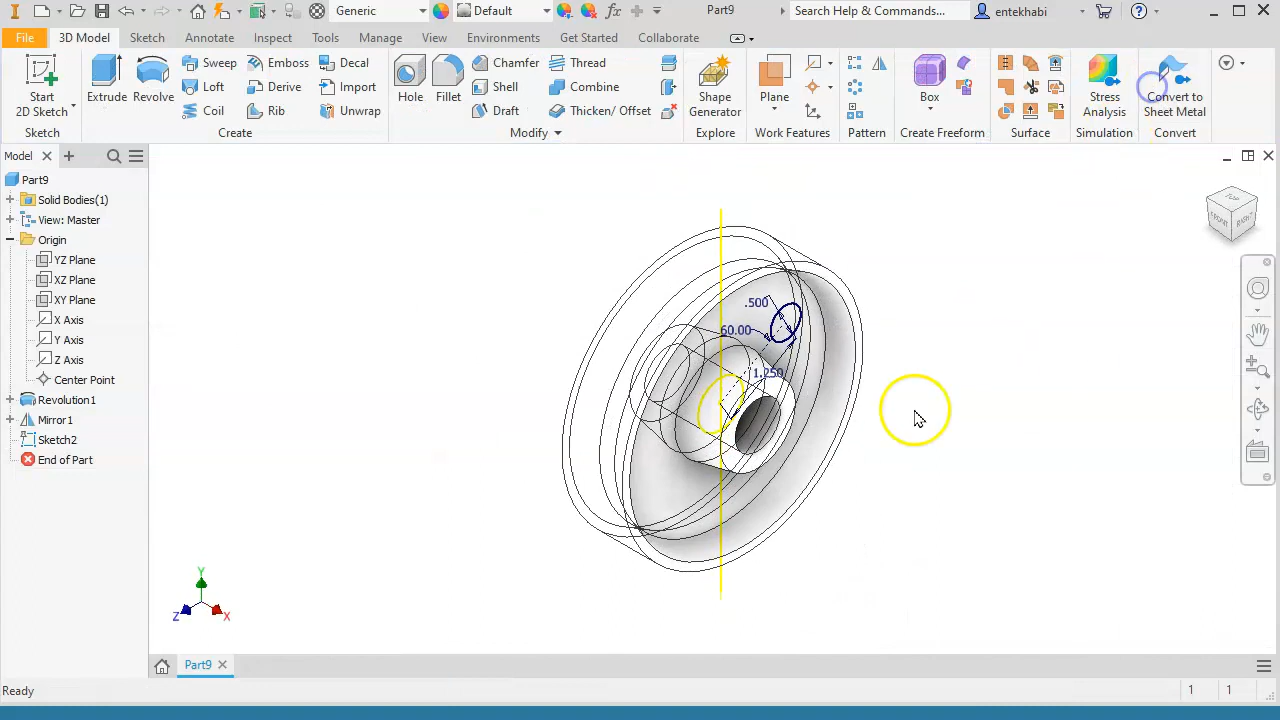 Generic
Default
Part9
Search Help & Commands...
entekhabi
File
3D Model
Sketch
Annotate
Inspect
Tools
Manage
View
Environments
Get Started
Collaborate
Start
2D Sketch
Sketch
Extrude
Revolve
Sweep
Loft
Coil
Emboss
Derive
Rib
Decal
Import
Unwrap
Create
Hole
Fillet
Chamfer
Shell
Draft
Thread
Combine
Thicken/ Offset
Modify
Shape
Generator
Explore
Plane
Work Features
Pattern
Box
Create Freeform
Surface
Stress
Analysis
Simulation
Convert to
Sheet Metal
Convert
Model
Part9
Solid Bodies(1)
View: Master
Origin
YZ Plane
XZ Plane
XY Plane
X Axis
Y Axis
Z Axis
Center Point
Revolution1
Mirror1
Sketch2
End of Part
TOP
FRONT
RIGHT
.500
60.00
1.250
Y
Z
X
Part9
Ready
1
1